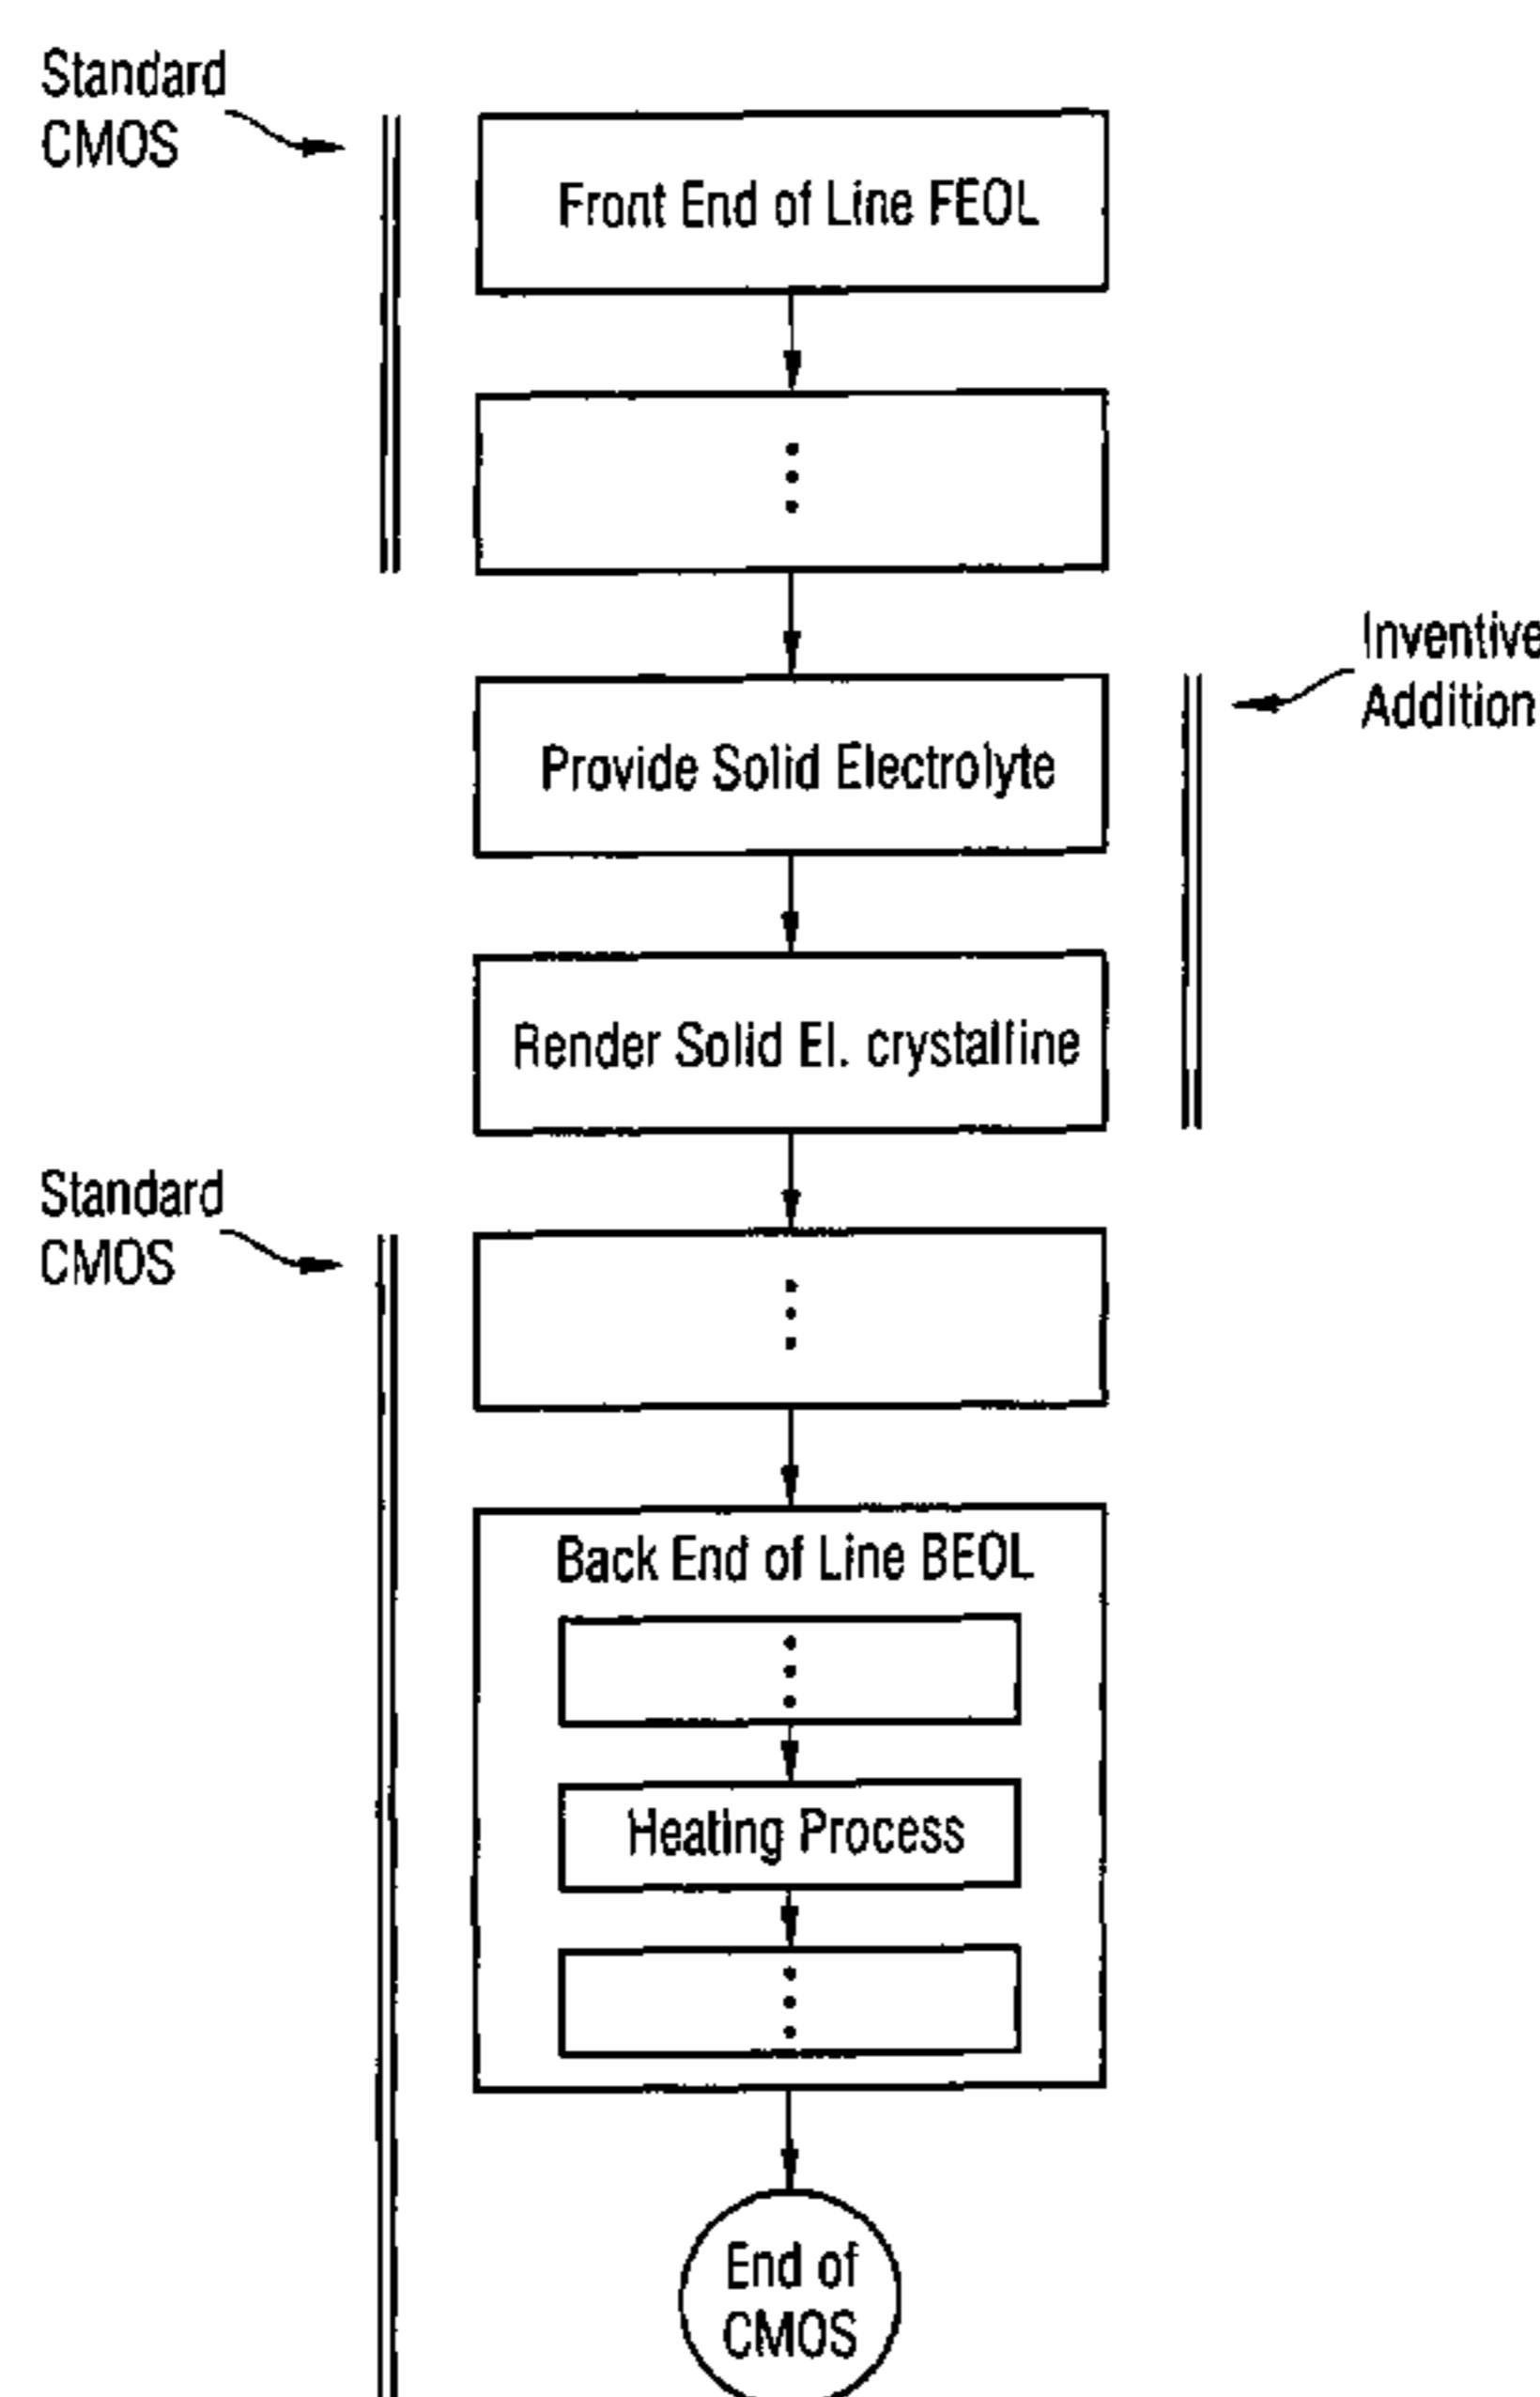 Standard
CMOS
Front End of Line FEOL
Inventive
Addition
Provide Solid Electrolyte
Render Solid El. crystalline
Standard
CMOS
Back End of Line BEOL
Heating Process
End of
CMOS